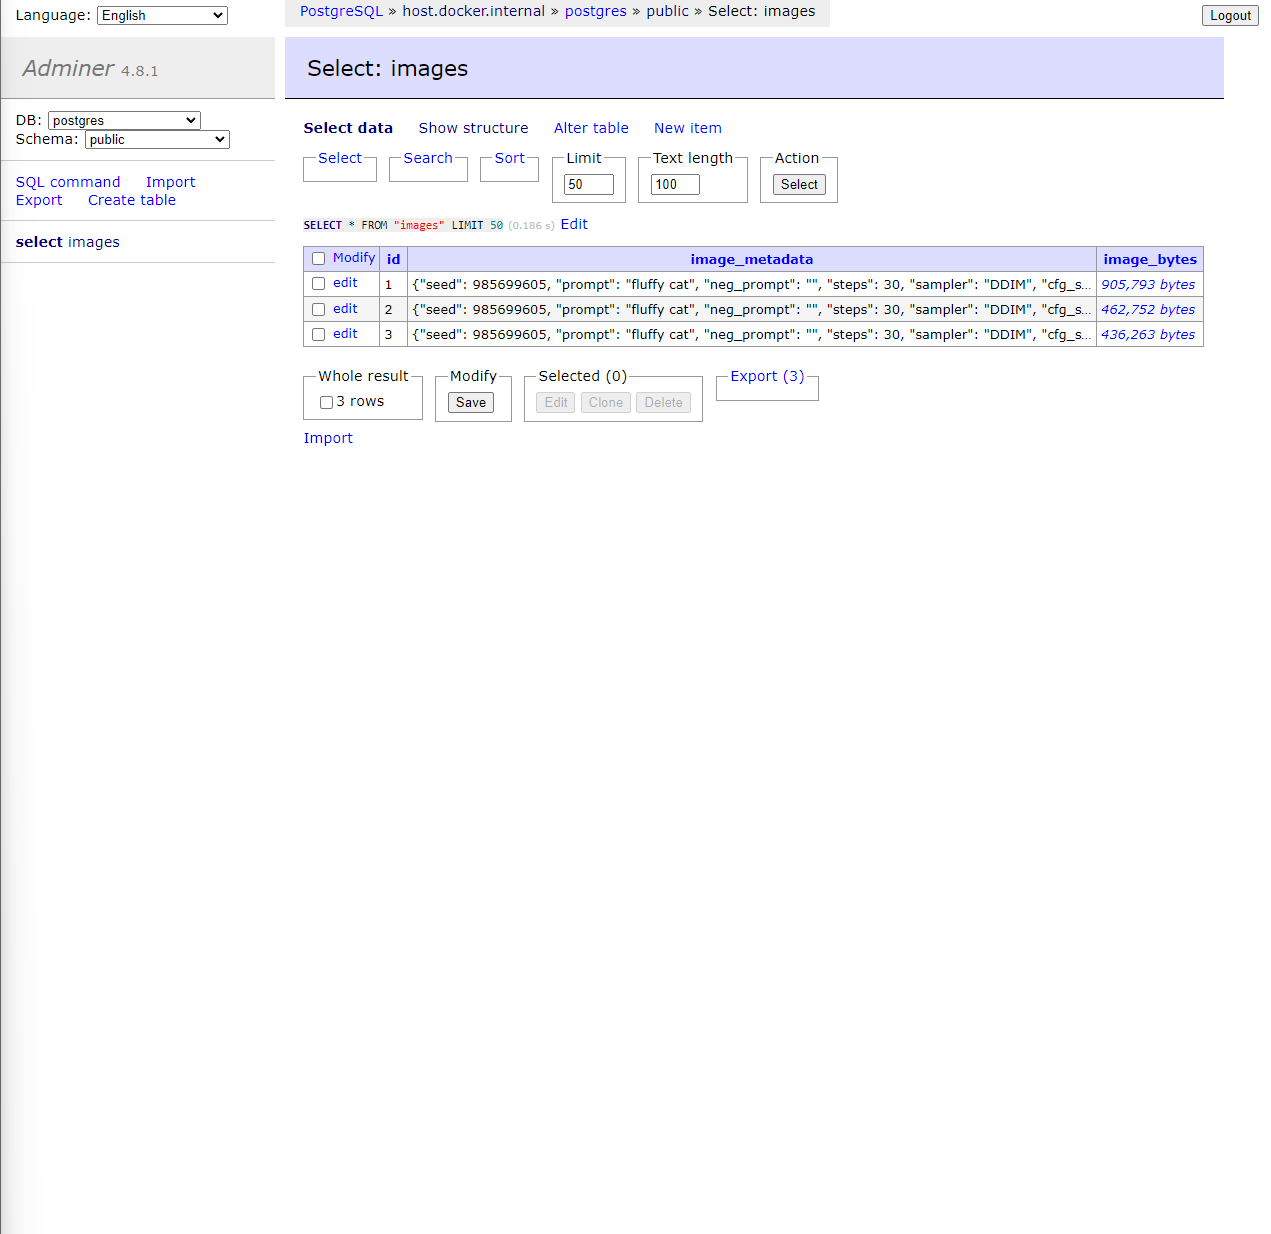 Language: English
PostgreSQL » host.docker.internal » postgres » public » Select: images
Logout
Adminer 4.8.1
Select: images
DB: postgres
Schema: public
SQL command Import
Export Create table
select images
Select data Show structure Alter table New item
Select Search Sort Limit Text length Action
50 100 Select
SELECT * FROM "images" LIMIT 50 (0.186 s) Edit
Modify id image_metadata image_bytes
edit 1 {"seed": 985699605, "prompt": "fluffy cat", "neg_prompt": "", "steps": 30, "sampler": "DDIM", "cfg_s... 905,793 bytes
edit 2 {"seed": 985699605, "prompt": "fluffy cat", "neg_prompt": "", "steps": 30, "sampler": "DDIM", "cfg_s... 462,752 bytes
edit 3 {"seed": 985699605, "prompt": "fluffy cat", "neg_prompt": "", "steps": 30, "sampler": "DDIM", "cfg_s... 436,263 bytes
Whole result Modify Selected (0) Export (3)
3 rows Save Edit Clone Delete
Import